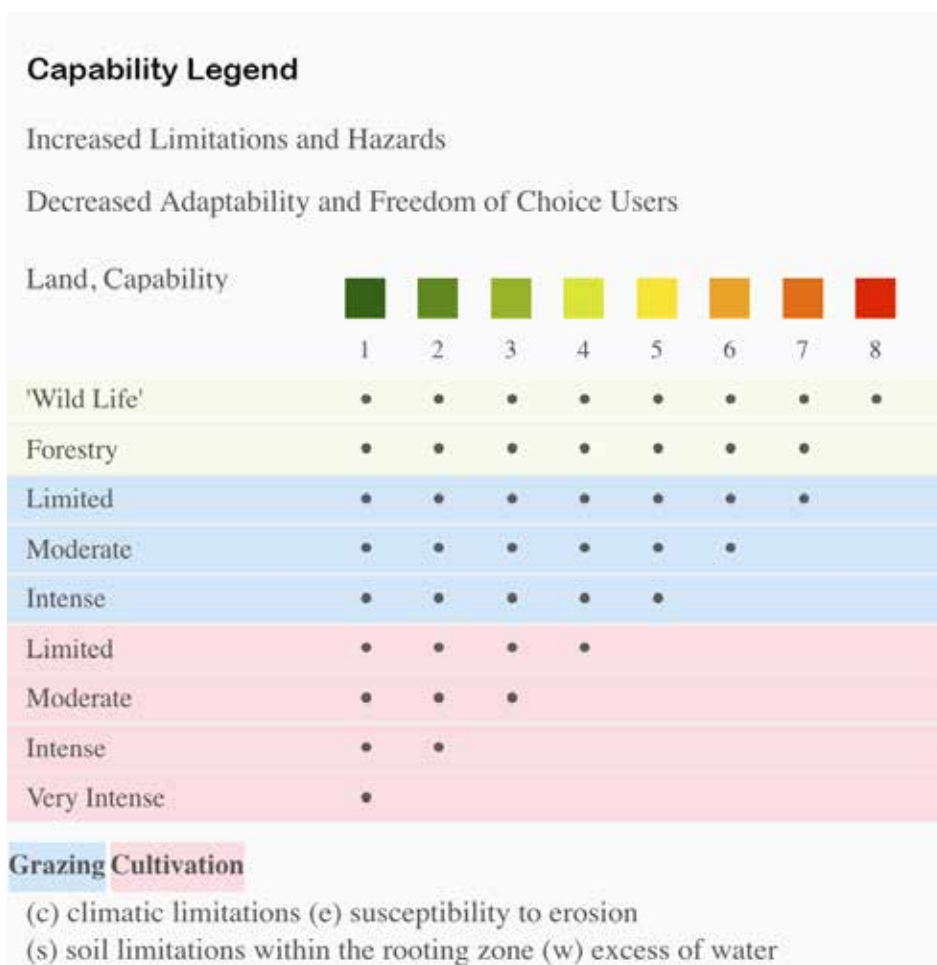 Capability Legend
Increased Limitations and Hazards
Decreased Adaptability and Freedom of Choice Users
Land, Capability
1 2 3 4 5 6 7 8
'Wild Life'
Forestry
Limited
Moderate
Intense
Limited
Moderate
Intense
Very Intense
Grazing Cultivation
(c) climatic limitations (e) susceptibility to erosion
(s) soil limitations within the rooting zone (w) excess of water